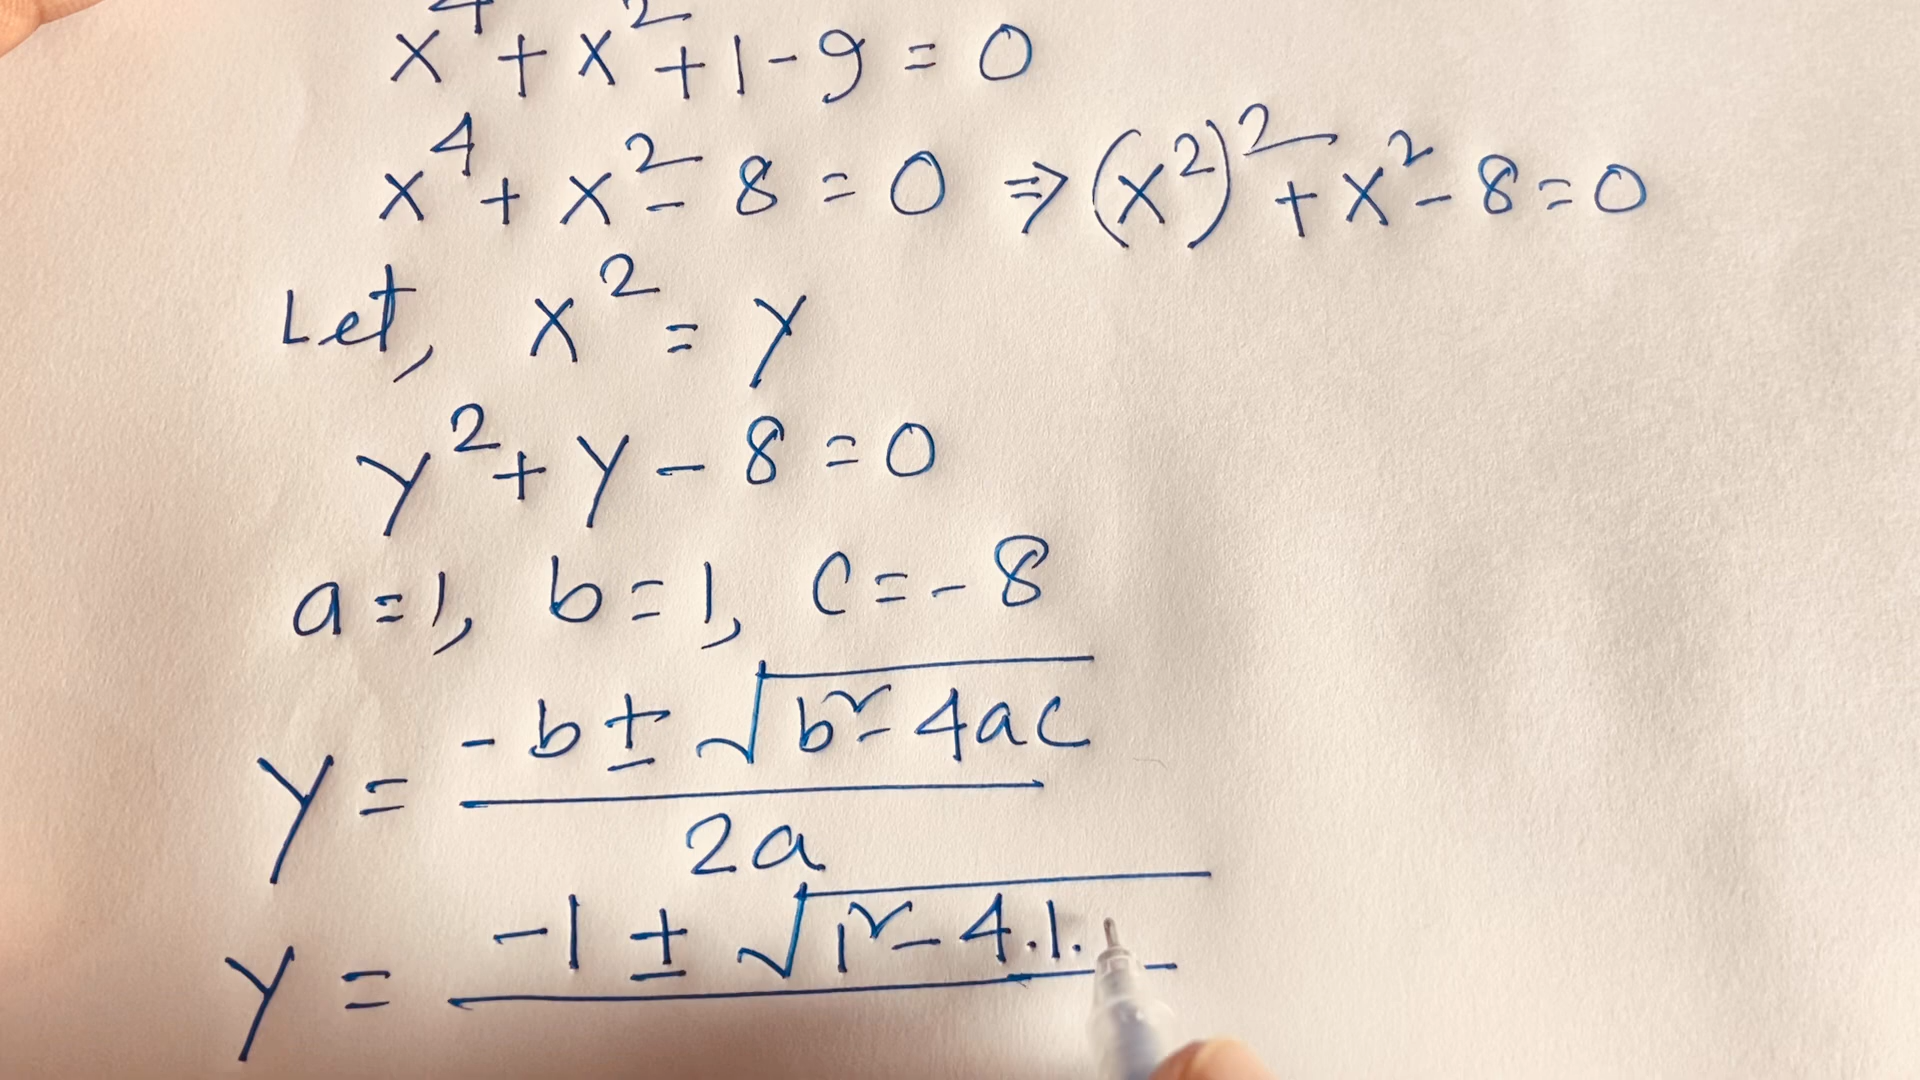 x⁴ + x² + 1 - 9 = 0
x⁴ + x² - 8 = 0 ⇒ (x²)² + x² - 8 = 0
Let, x² = y
y² + y - 8 = 0
a = 1, b = 1, c = - 8
y = (-b ± √(b² - 4ac)) / 2a
y = -1 ± √(1² - 4.1.